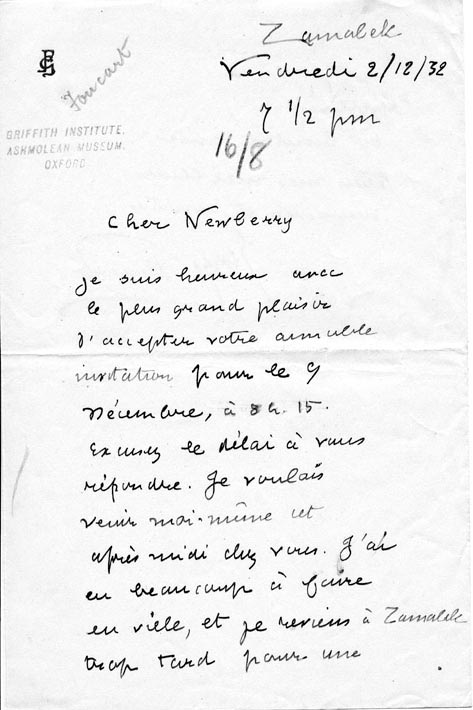 Zamalek
Vendredi 2/12/32
7 1/2 pm
Foucart
GRIFFITH INSTITUTE.
ASHMOLEAN MUSEUM.
OXFORD
16/8
Cher Newberry
Je suis heureux avec
le plus grand plaisir
d'accepter votre aimable
invitation pour le 9
Décembre, à 8 h. 15.
Excusez le délai à vous
répondre. Je voulais
venir moi-même cet
après midi chez vous. J'ai
eu beaucoup à faire
en ville, et je reviens à Zamalek
trop tard pour une